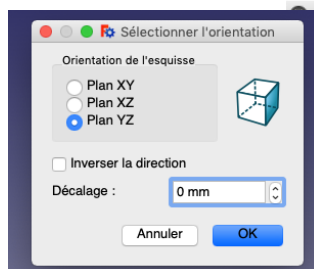 Sélectionner l'orientation
Orientation de l'esquisse
Plan XY
Plan XZ
Plan YZ
Inverser la direction
Décalage :
0 mm
Annuler
OK